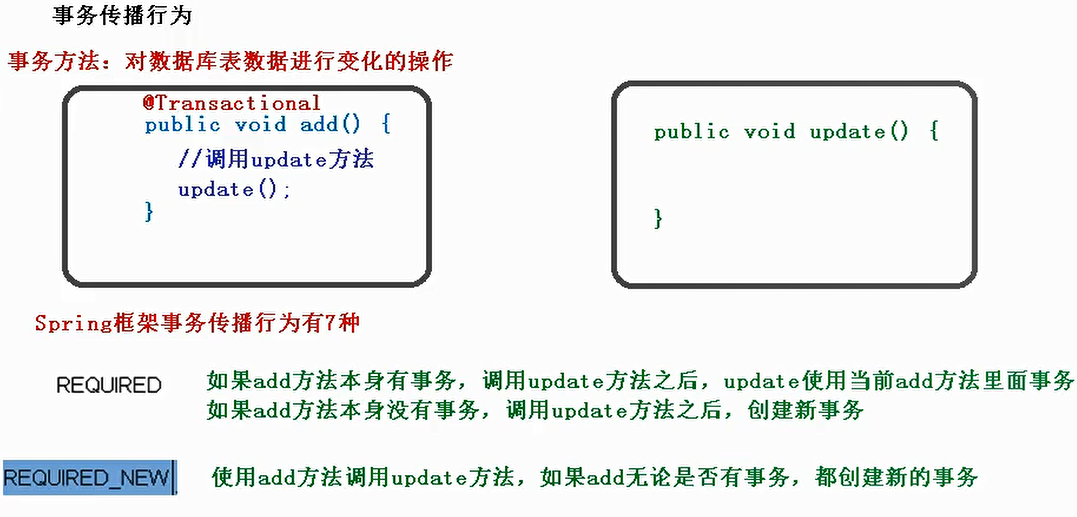 事务传播行为
事务方法：对数据库表数据进行变化的操作
@Transactional
public void add() {
//调用update方法
update();
}
public void update() {
}
Spring框架事务传播行为有7种
REQUIRED
如果add方法本身有事务，调用update方法之后，update使用当前add方法里面事务
如果add方法本身没有事务，调用update方法之后，创建新事务
REQUIRED_NEW
使用add方法调用update方法，如果add无论是否有事务，都创建新的事务